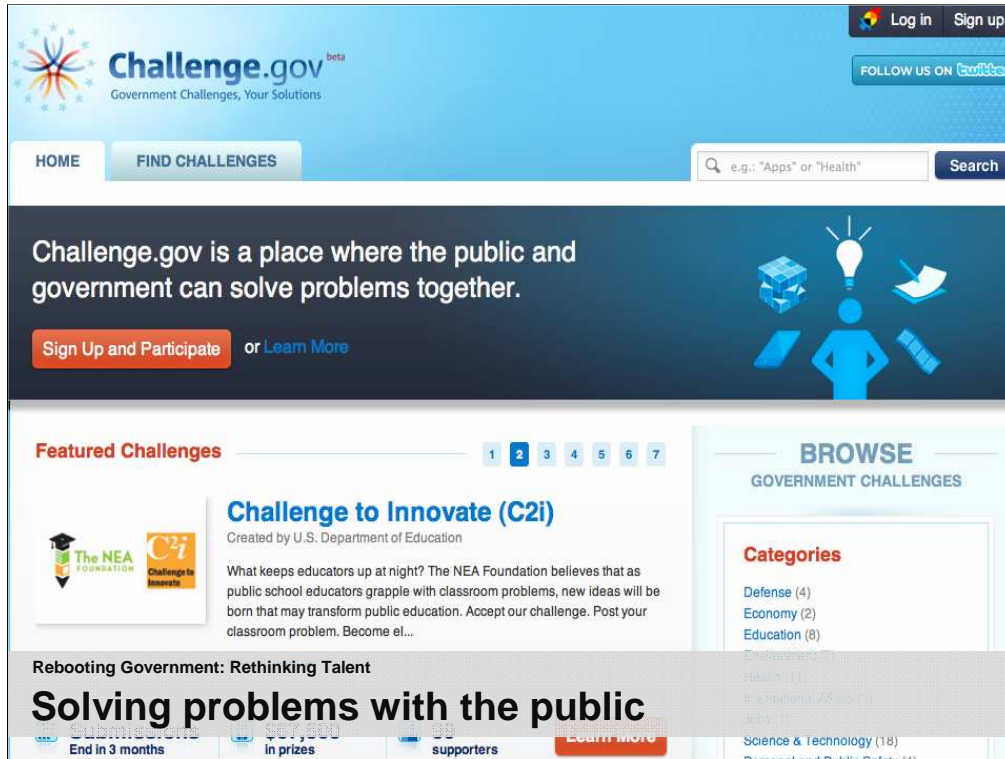 Log in Sign up
Challenge.gov beta
Government Challenges, Your Solutions
FOLLOW US ON twitter
HOME FIND CHALLENGES
e.g.: "Apps" or "Health" Search
Challenge.gov is a place where the public and
government can solve problems together.
Sign Up and Participate or Learn More
Featured Challenges
1 2 3 4 5 6 7
The NEA
FOUNDATION
C2i
Challenge to
Innovate
Challenge to Innovate (C2i)
Created by U.S. Department of Education
What keeps educators up at night? The NEA Foundation believes that as
public school educators grapple with classroom problems, new ideas will be
born that may transform public education. Accept our challenge. Post your
classroom problem. Become el...
BROWSE
GOVERNMENT CHALLENGES
Categories
Defense (4)
Economy (2)
Education (8)
Health (11)
Science & Technology (18)
Rebooting Government: Rethinking Talent
Solving problems with the public
Submissions
End in 3 months
in prizes
supporters
Learn More